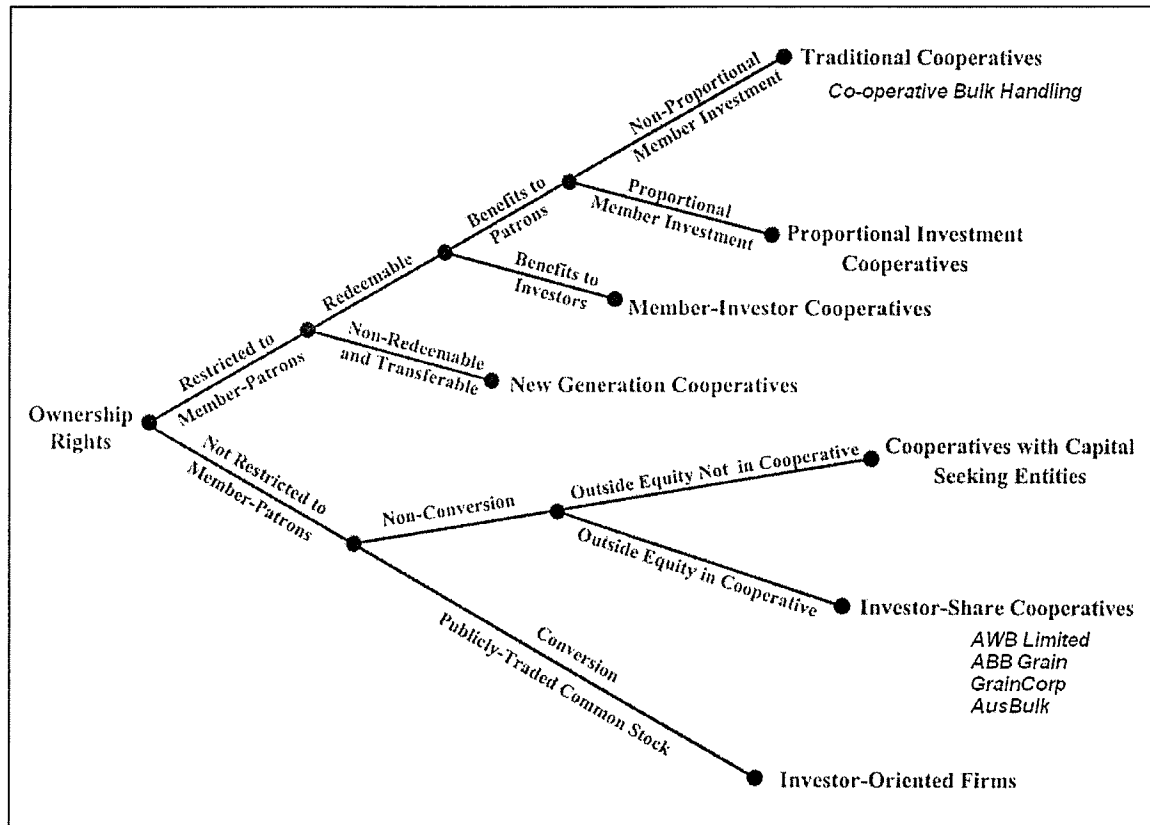 Traditional Cooperatives
Co-operative Bulk Handling
Non-Proportional
Member Investment
Proportional
Member Investment
Proportional Investment
Cooperatives
Benefits to
Patrons
Benefits to
Investors
Member-Investor Cooperatives
Redeemable
Non-Redeemable
and Transferable
New Generation Cooperatives
Restricted to
Member-Patrons
Ownership
Rights
Not Restricted to
Member-Patrons
Non-Conversion
Outside Equity Not in Cooperative
Cooperatives with Capital
Seeking Entities
Outside Equity in Cooperative
Investor-Share Cooperatives
AWB Limited
ABB Grain
GrainCorp
AusBulk
Conversion
Publicly-Traded Common Stock
Investor-Oriented Firms